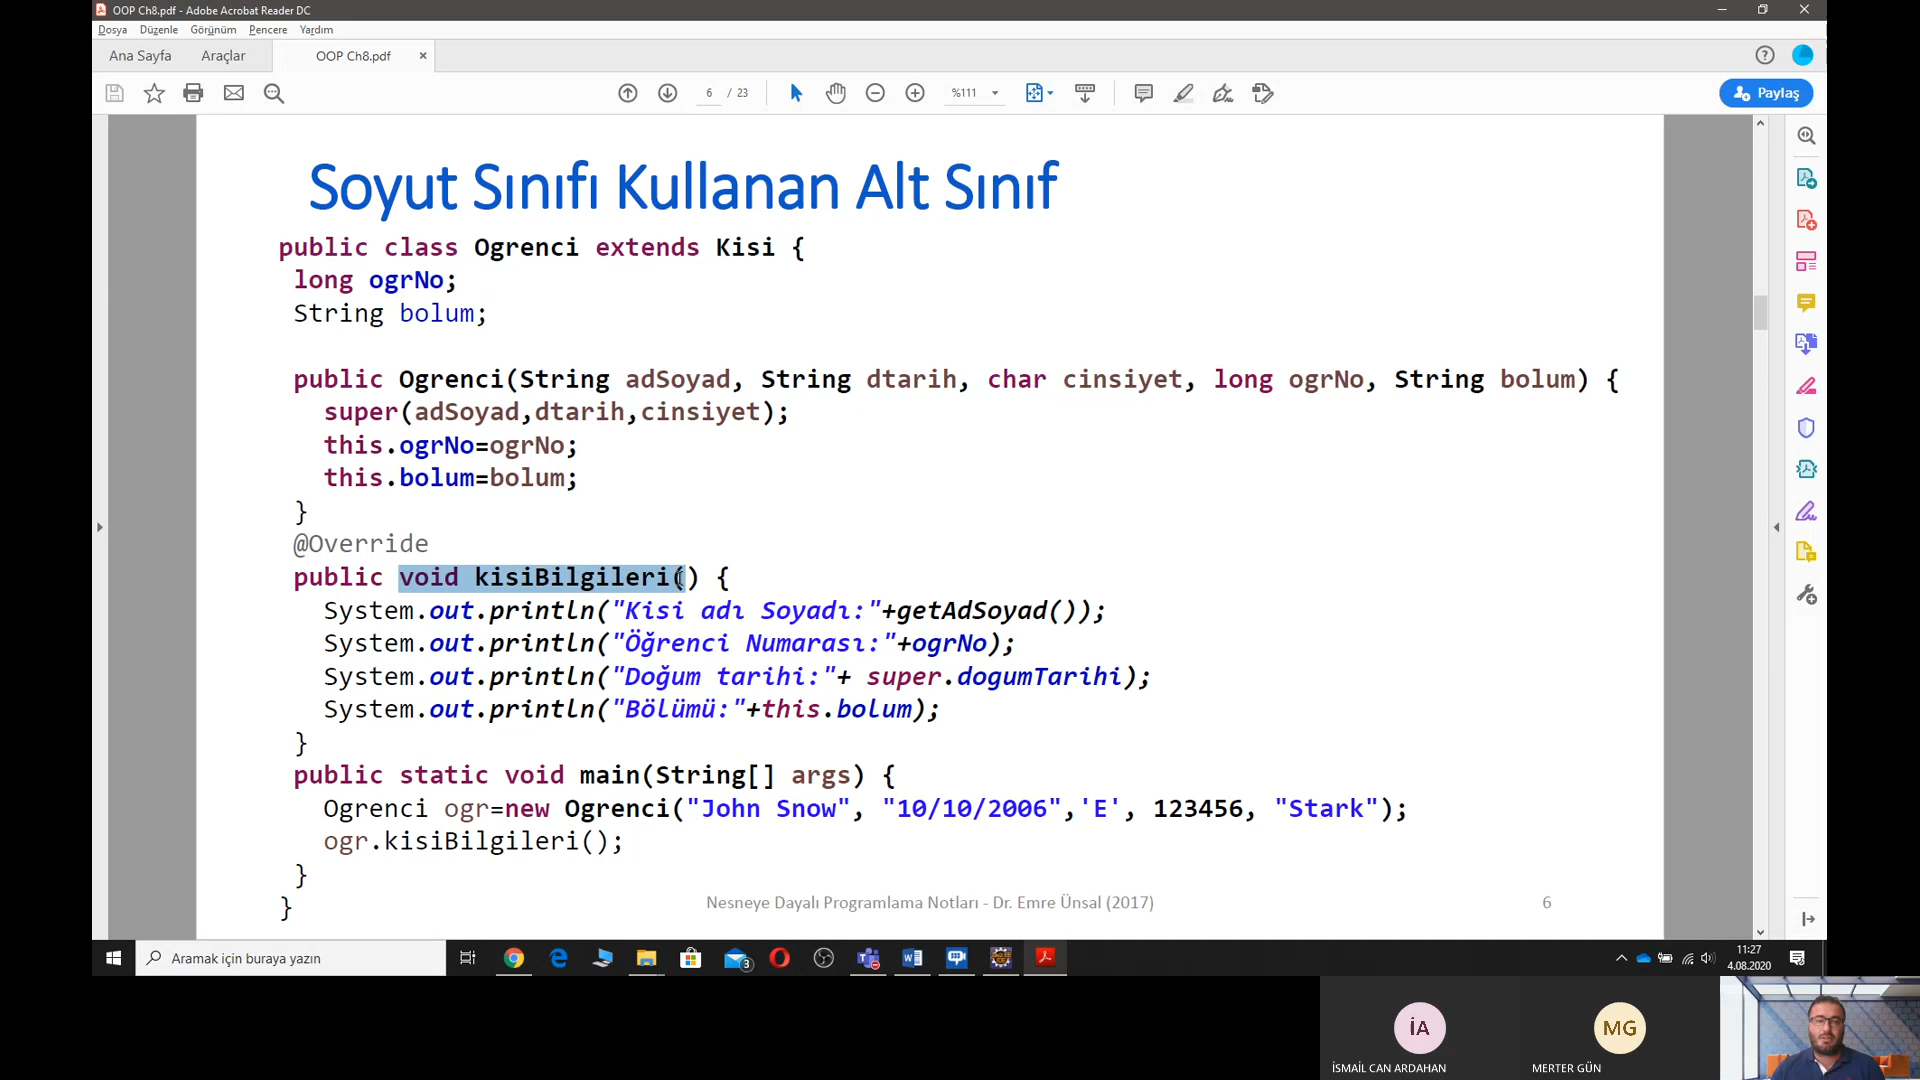 OOP Ch8.pdf - Adobe Acrobat Reader DC
Dosya Düzenle Görünüm Pencere Yardım
Ana Sayfa Araçlar OOP Ch8.pdf ×
6 / 23 %111 Paylaş
Soyut Sınıfı Kullanan Alt Sınıf
public class Ogrenci extends Kisi {
long ogrNo;
String bolum;
public Ogrenci(String adSoyad, String dtarih, char cinsiyet, long ogrNo, String bolum) {
super(adSoyad,dtarih,cinsiyet);
this.ogrNo=ogrNo;
this.bolum=bolum;
}
@Override
public void kisiBilgileri() {
System.out.println("Kisi adı Soyadı:"+getAdSoyad());
System.out.println("Öğrenci Numarası:"+ogrNo);
System.out.println("Doğum tarihi:"+ super.dogumTarihi);
System.out.println("Bölümü:"+this.bolum);
}
public static void main(String[] args) {
Ogrenci ogr=new Ogrenci("John Snow", "10/10/2006",'E', 123456, "Stark");
ogr.kisiBilgileri();
}
}
Nesneye Dayalı Programlama Notları - Dr. Emre Ünsal (2017) 6
Aramak için buraya yazın
3
11:27
4.08.2020
İA
MG
İSMAİL CAN ARDAHAN
MERTER GÜN